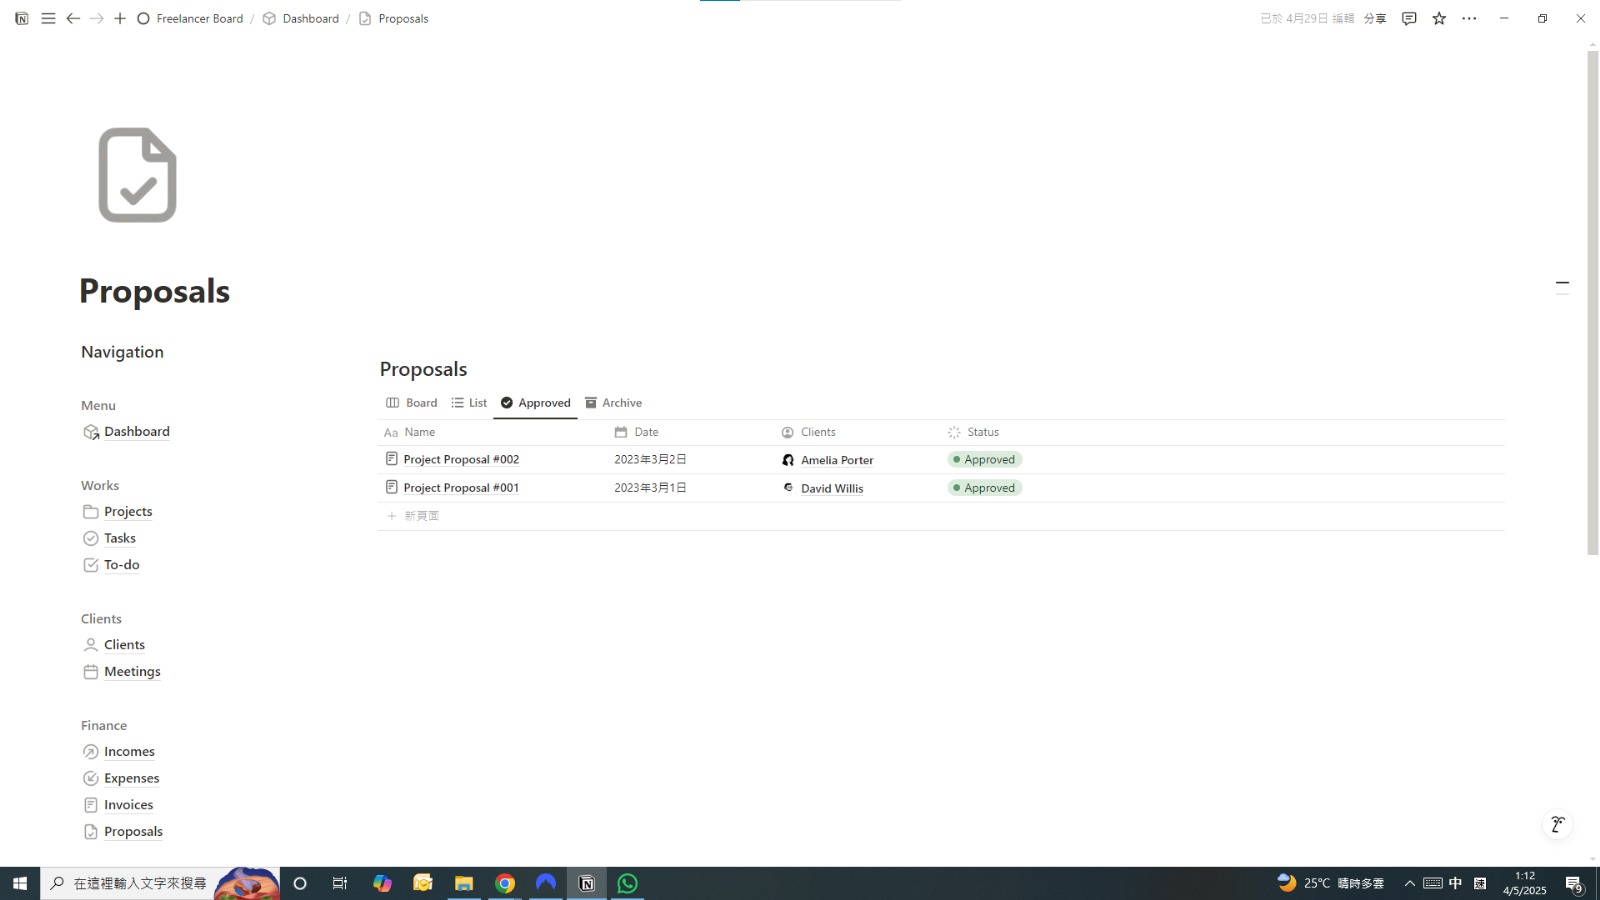 Freelancer Board / Dashboard / Proposals
已於 4月29日 編輯 分享
Proposals
Navigation
Menu
Dashboard
Works
Projects
Tasks
To-do
Clients
Clients
Meetings
Finance
Incomes
Expenses
Invoices
Proposals
Proposals
Board List Approved Archive
Aa Name Date Clients Status
Project Proposal #002 2023年3月2日 Amelia Porter Approved
Project Proposal #001 2023年3月1日 David Willis Approved
+ 新頁面
在這裡輸入文字來搜尋
25°C 晴時多雲
中
1:12
4/5/2025
9